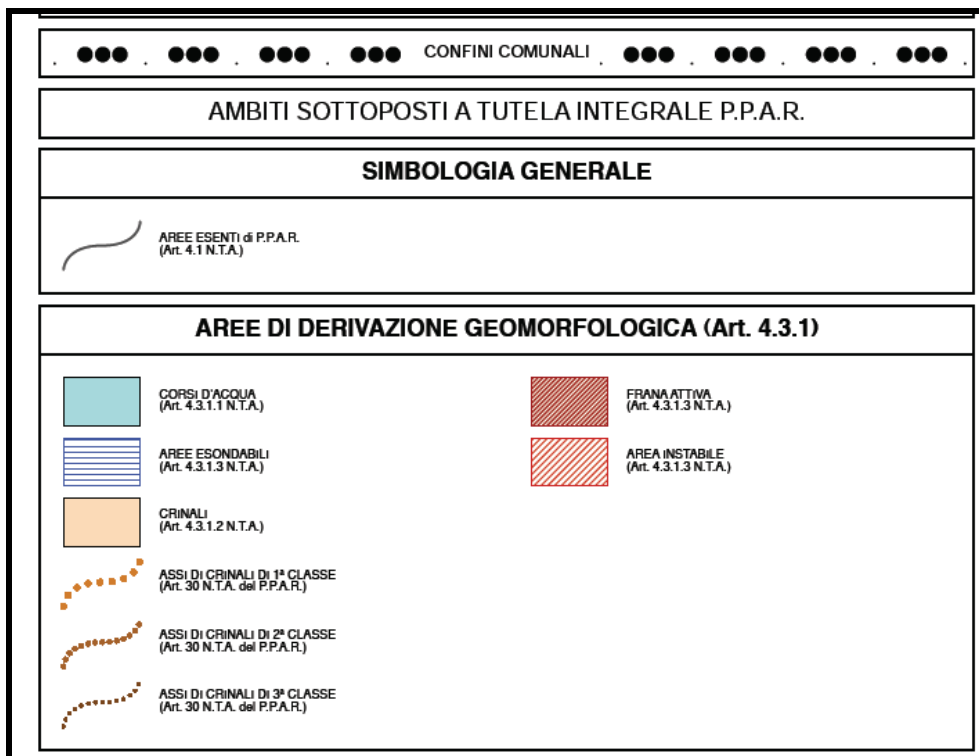 CONFINI COMUNALI
AMBITI SOTTOPOSTI A TUTELA INTEGRALE P.P.A.R.
SIMBOLOGIA GENERALE
AREE ESENTI di P.P.A.R.
(Art. 4.1 N.T.A.)
AREE DI DERIVAZIONE GEOMORFOLOGICA (Art. 4.3.1)
CORSI D'ACQUA
(Art. 4.3.1.1 N.T.A.)
AREE ESONDABILI
(Art. 4.3.1.3 N.T.A.)
CRINALI
(Art. 4.3.1.2 N.T.A.)
ASSI DI CRINALI DI 1ª CLASSE
(Art. 30 N.T.A. del P.P.A.R.)
ASSI DI CRINALI DI 2ª CLASSE
(Art. 30 N.T.A. del P.P.A.R.)
ASSI DI CRINALI DI 3ª CLASSE
(Art. 30 N.T.A. del P.P.A.R.)
FRANA ATTIVA
(Art. 4.3.1.3 N.T.A.)
AREA INSTABILE
(Art. 4.3.1.3 N.T.A.)